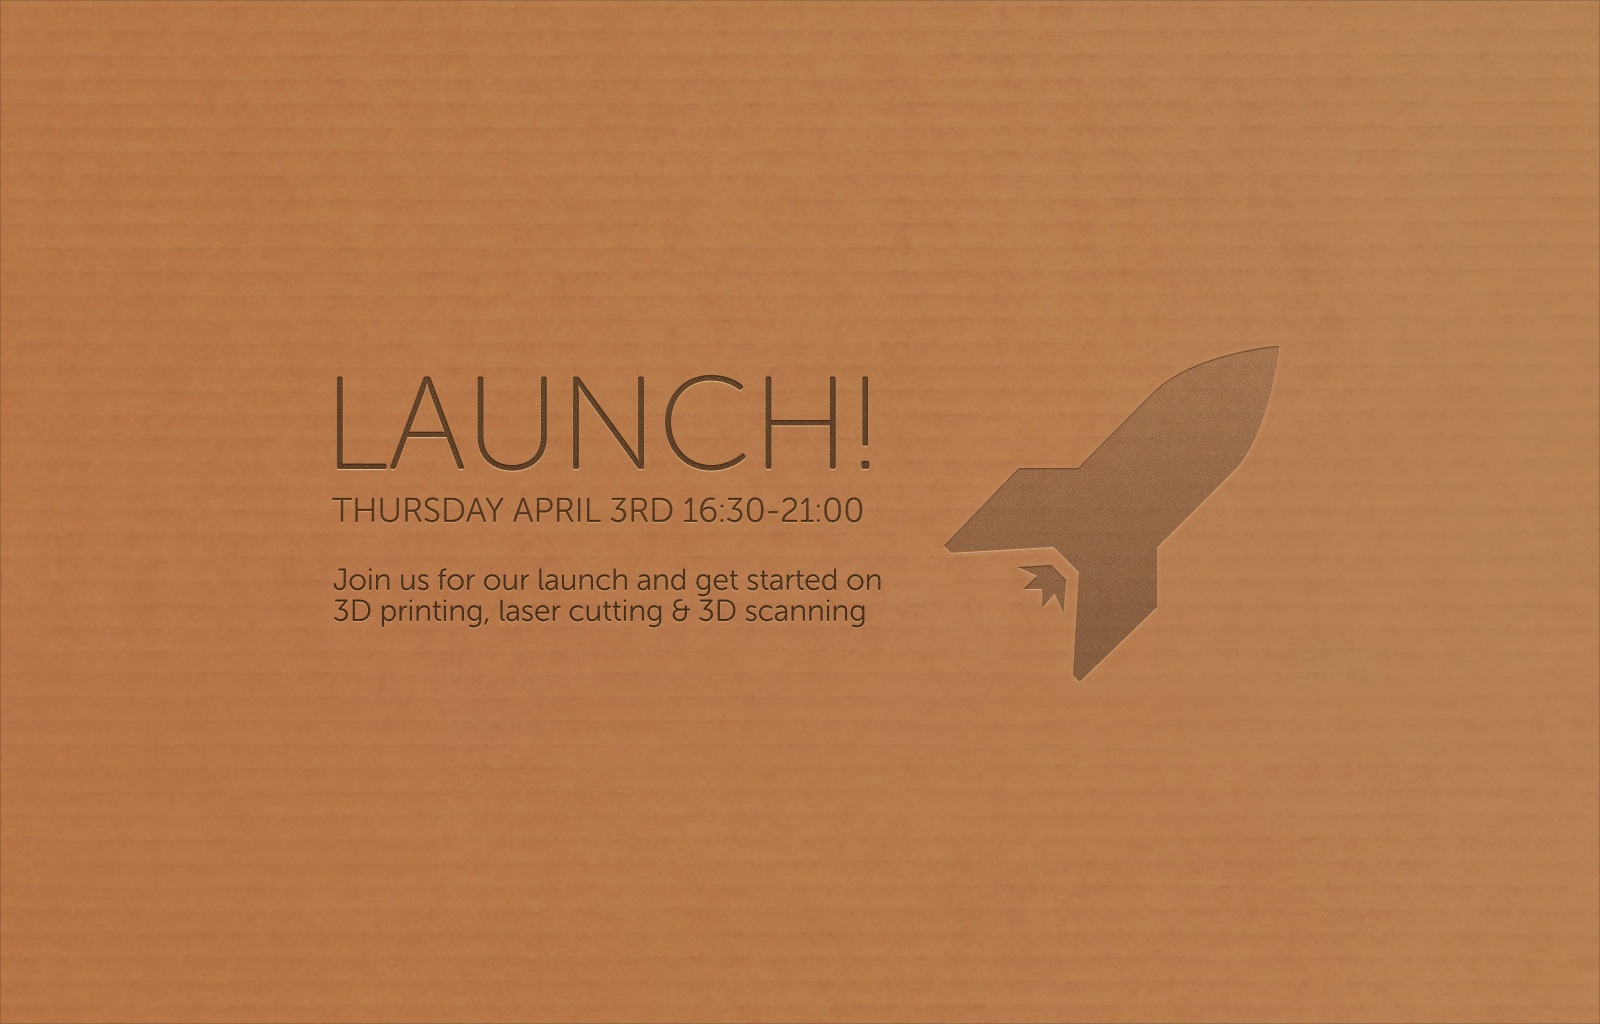 LAUNCH!
THURSDAY APRIL 3RD 16:30-21:00
Join us for our launch and get started on
3D printing, laser cutting & 3D scanning